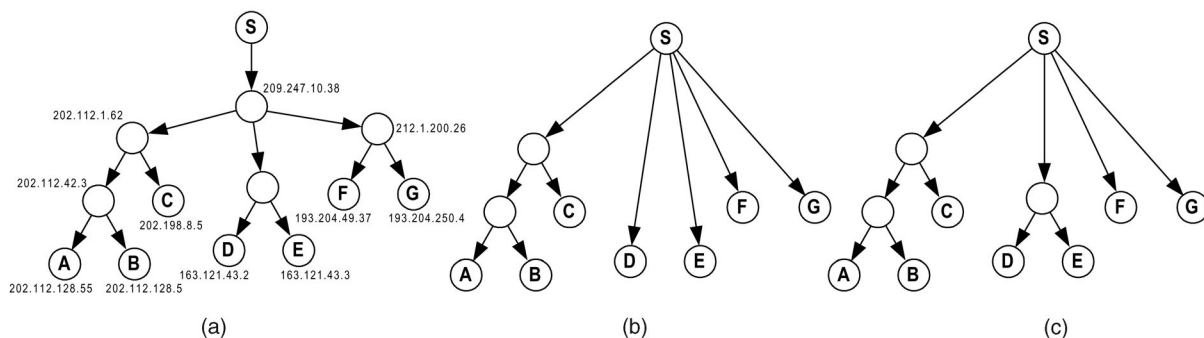 S
209.247.10.38
202.112.1.62
212.1.200.26
202.112.42.3
C
F
G
202.198.8.5
193.204.49.37
193.204.250.4
A
B
D
E
202.112.128.55
202.112.128.5
163.121.43.2
163.121.43.3
(a)
S
C
F
G
A
B
D
E
(b)
S
C
F
G
A
B
D
E
(c)